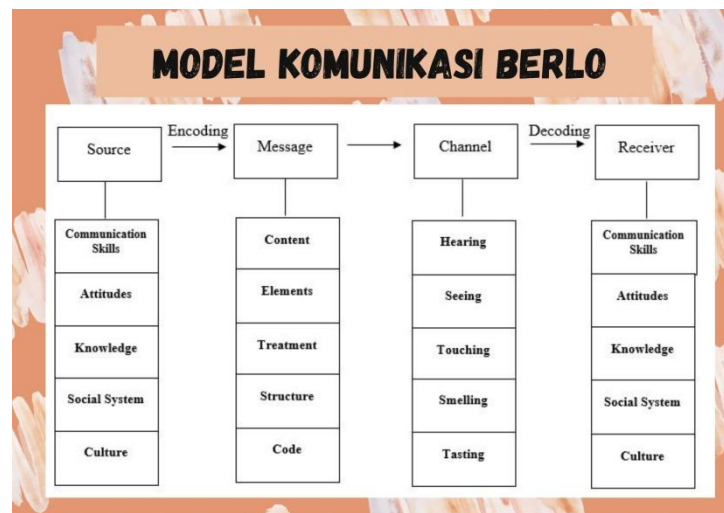 MODEL KOMUNIKASI BERLO
Source
Encoding
Message
Channel
Decoding
Receiver
Communication
Skills
Attitudes
Knowledge
Social System
Culture
Content
Elements
Treatment
Structure
Code
Hearing
Seeing
Touching
Smelling
Tasting
Communication
Skills
Attitudes
Knowledge
Social System
Culture